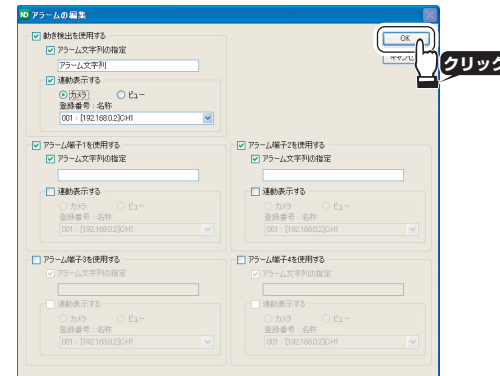 アラームの編集
動き検出を使用する
アラーム文字列の指定
アラーム文字列
連動表示する
カメラ ビュー
登録番号：名称
001：[192.168.0.2]CH1
OK
クリック
アラーム端子1を使用する
アラーム文字列の指定
連動表示する
カメラ ビュー
登録番号：名称
001：[192.168.0.2]CH1
アラーム端子2を使用する
アラーム文字列の指定
連動表示する
カメラ ビュー
登録番号：名称
001：[192.168.0.2]CH1
アラーム端子3を使用する
アラーム文字列の指定
連動表示する
カメラ ビュー
登録番号：名称
001：[192.168.0.2]CH1
アラーム端子4を使用する
アラーム文字列の指定
連動表示する
カメラ ビュー
登録番号：名称
001：[192.168.0.2]CH1